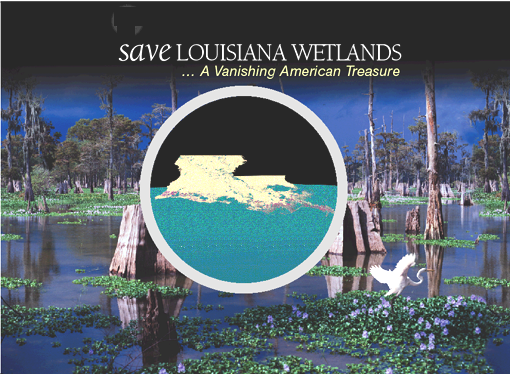 save LOUISIANA WETLANDS
... A Vanishing American Treasure